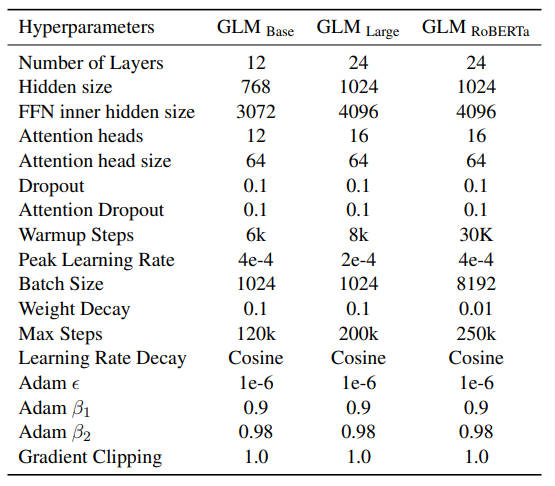 Hyperparameters GLM Base GLM Large GLM RoBERTa
Number of Layers 12 24 24
Hidden size 768 1024 1024
FFN inner hidden size 3072 4096 4096
Attention heads 12 16 16
Attention head size 64 64 64
Dropout 0.1 0.1 0.1
Attention Dropout 0.1 0.1 0.1
Warmup Steps 6k 8k 30K
Peak Learning Rate 4e-4 2e-4 4e-4
Batch Size 1024 1024 8192
Weight Decay 0.1 0.1 0.01
Max Steps 120k 200k 250k
Learning Rate Decay Cosine Cosine Cosine
Adam ϵ 1e-6 1e-6 1e-6
Adam β1 0.9 0.9 0.9
Adam β2 0.98 0.98 0.98
Gradient Clipping 1.0 1.0 1.0